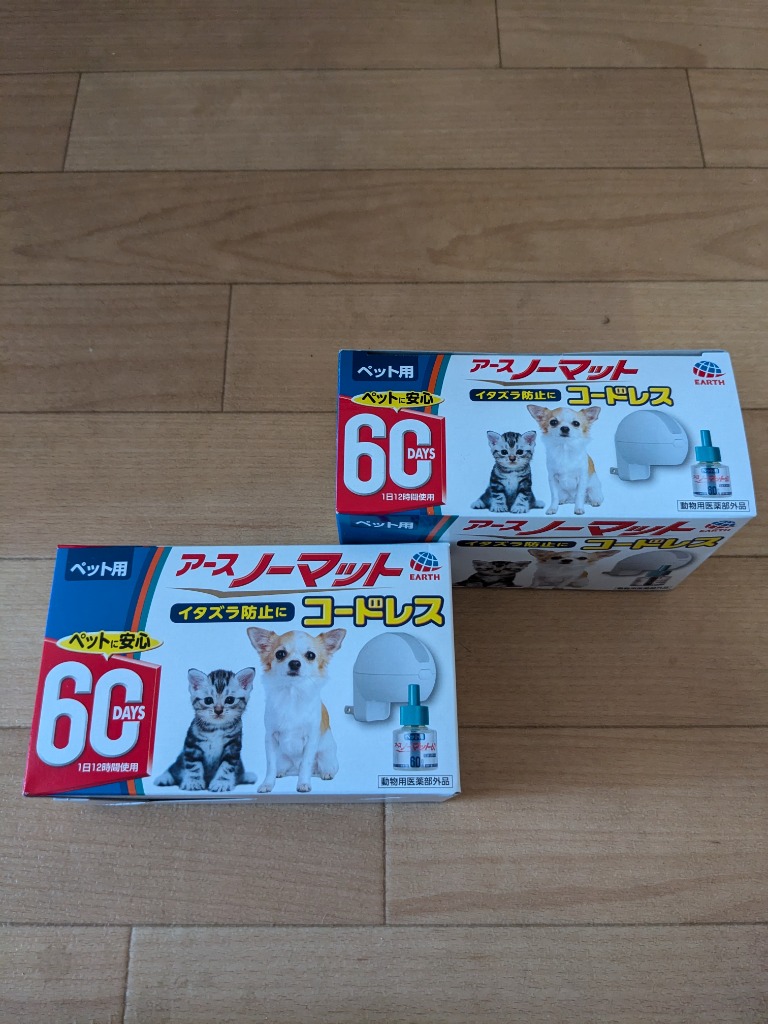 ペット用
アース ノーマット
EARTH
ペットに安心
イタズラ防止に
コードレス
60
DAYS
1日12時間使用
60
動物用医薬部外品
ペット用
アース ノーマット
EARTH
イタズラ防止に
コードレス
ペット用
アース ノーマット
EARTH
イタズラ防止に
コードレス
ペットに安心
60
DAYS
1日12時間使用
60
動物用医薬部外品